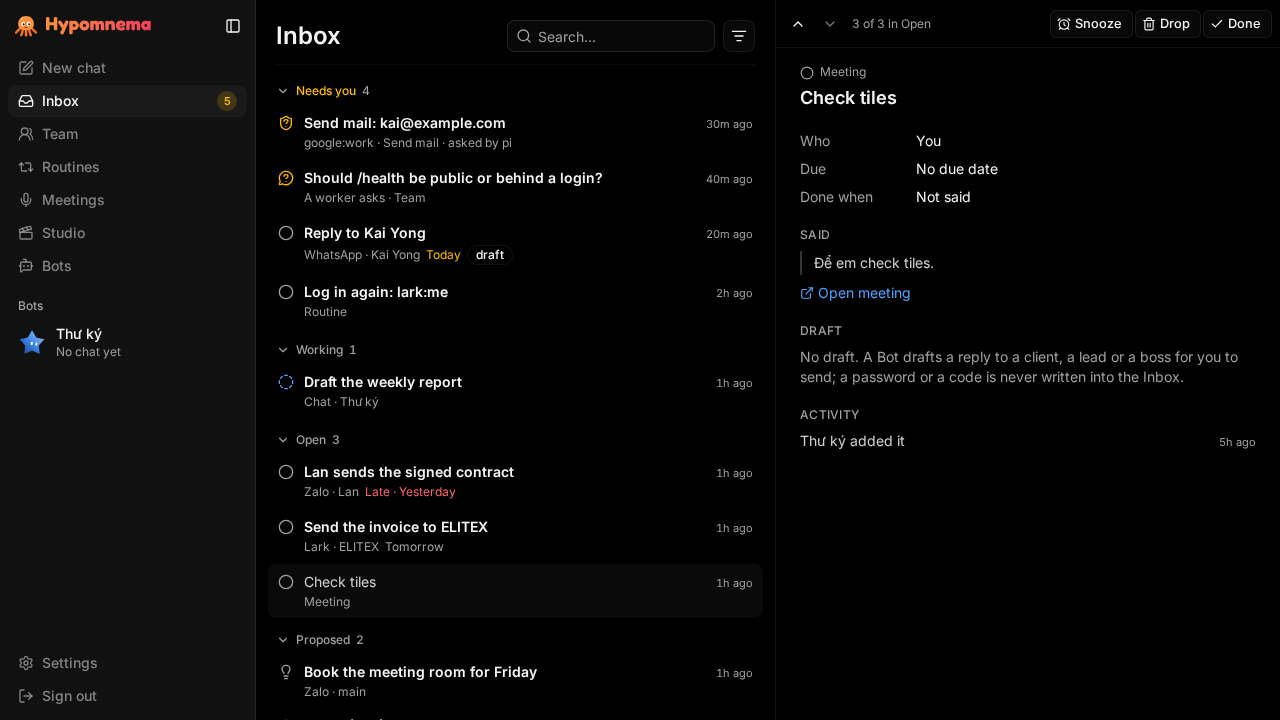 Hypomnema
New chat
Inbox
5
Team
Routines
Meetings
Studio
Bots
Bots
Thư ký
No chat yet
Settings
Sign out
Inbox
Search...
Needs you 4
Send mail: kai@example.com
30m ago
google:work · Send mail · asked by pi
Should /health be public or behind a login?
40m ago
A worker asks · Team
Reply to Kai Yong
20m ago
WhatsApp · Kai Yong Today draft
Log in again: lark:me
2h ago
Routine
Working 1
Draft the weekly report
1h ago
Chat · Thư ký
Open 3
Lan sends the signed contract
1h ago
Zalo · Lan Late · Yesterday
Send the invoice to ELITEX
1h ago
Lark · ELITEX Tomorrow
Check tiles
1h ago
Meeting
Proposed 2
Book the meeting room for Friday
1h ago
Zalo · main
3 of 3 in Open
Snooze
Drop
Done
Meeting
Check tiles
Who You
Due No due date
Done when Not said
SAID
Để em check tiles.
Open meeting
DRAFT
No draft. A Bot drafts a reply to a client, a lead or a boss for you to
send; a password or a code is never written into the Inbox.
ACTIVITY
Thư ký added it
5h ago